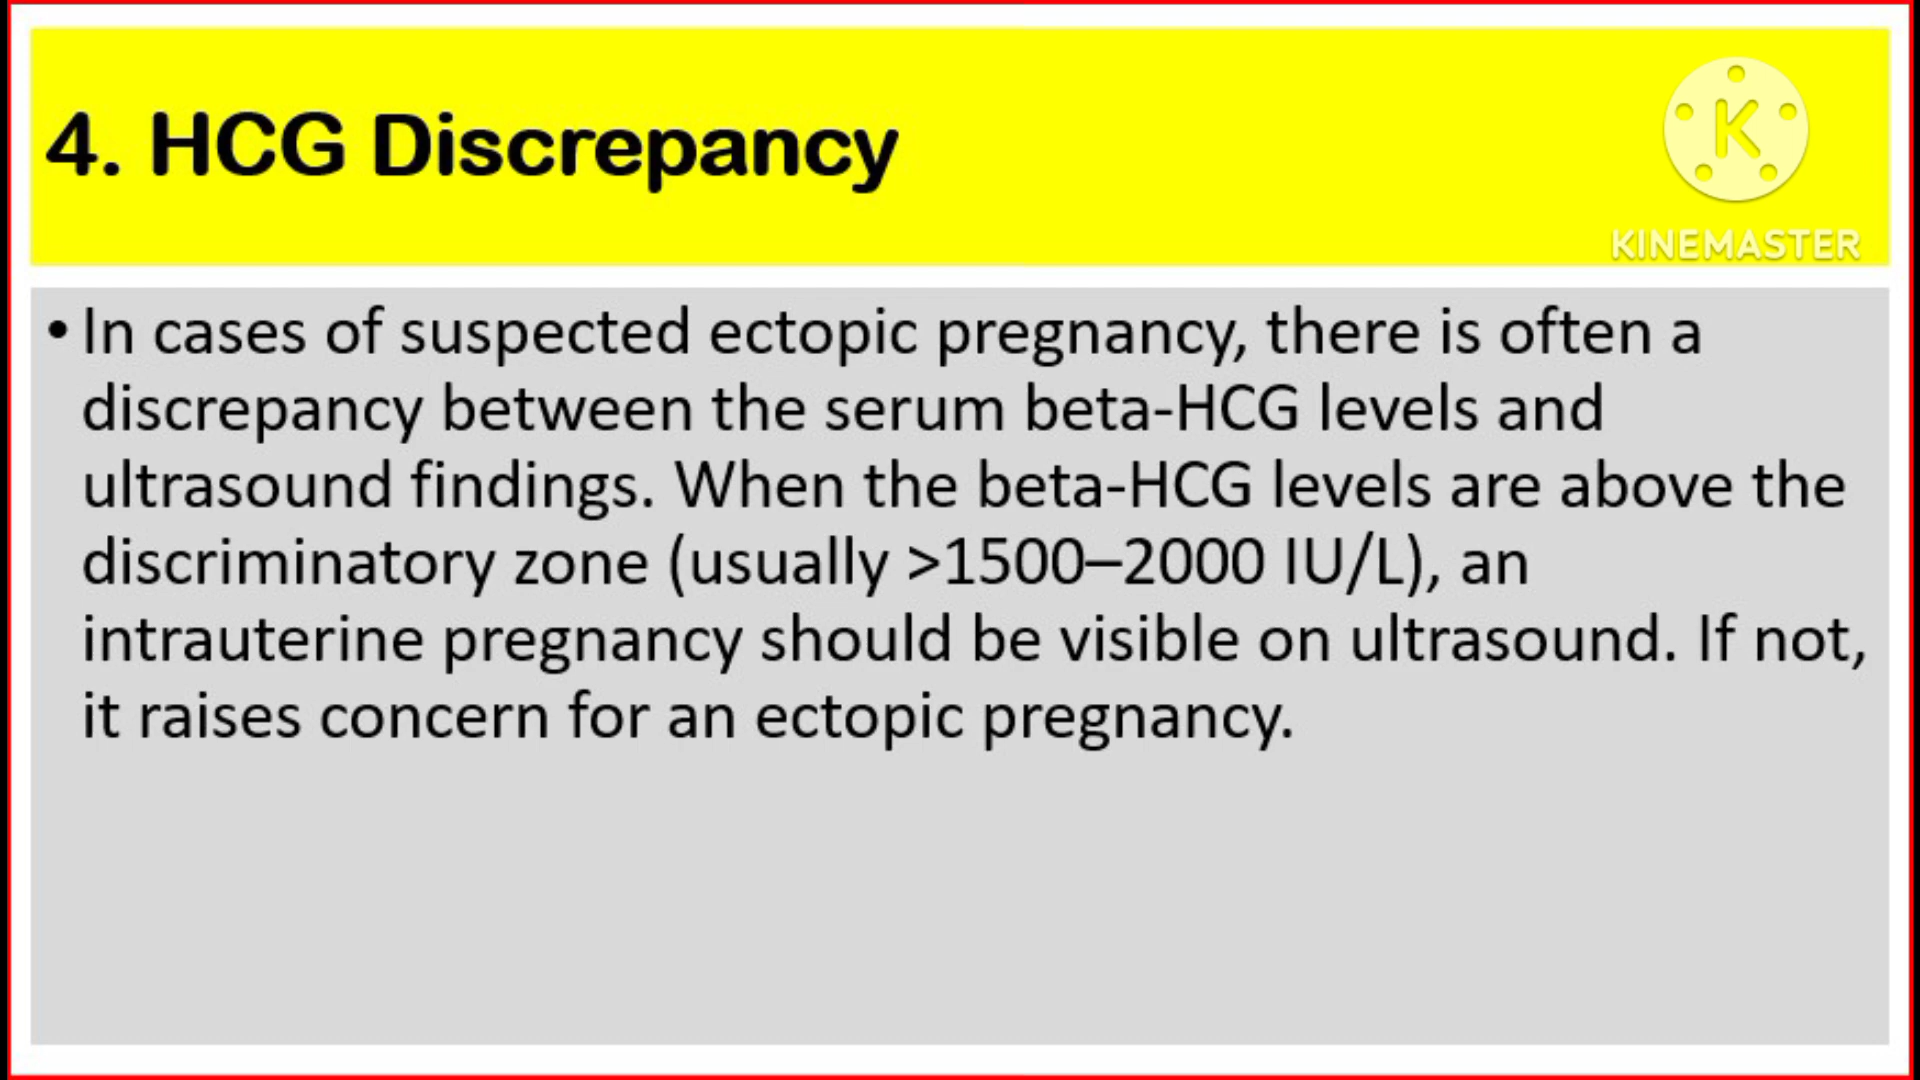 4. HCG Discrepancy
K
KINEMASTER
• In cases of suspected ectopic pregnancy, there is often a
discrepancy between the serum beta-HCG levels and
ultrasound findings. When the beta-HCG levels are above the
discriminatory zone (usually >1500–2000 IU/L), an
intrauterine pregnancy should be visible on ultrasound. If not,
it raises concern for an ectopic pregnancy.